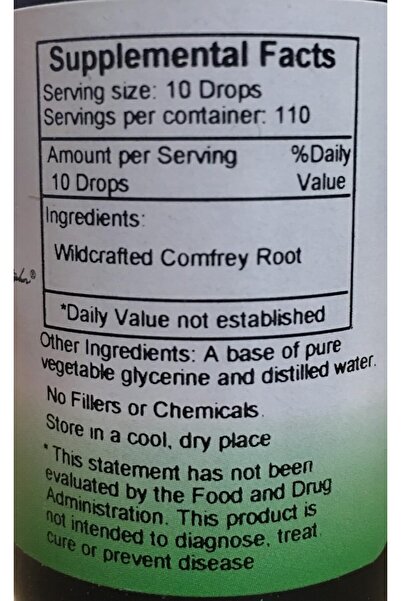 Supplemental Facts
Serving size: 10 Drops
Servings per container: 110
Amount per Serving %Daily
10 Drops Value
Ingredients:
Wildcrafted Comfrey Root
*Daily Value not established
Other Ingredients: A base of pure
vegetable glycerine and distilled water.
No Fillers or Chemicals.
Store in a cool, dry place
*This statement has not been
evaluated by the Food and Drug
Administration. This product is
not intended to diagnose, treat,
cure or prevent disease